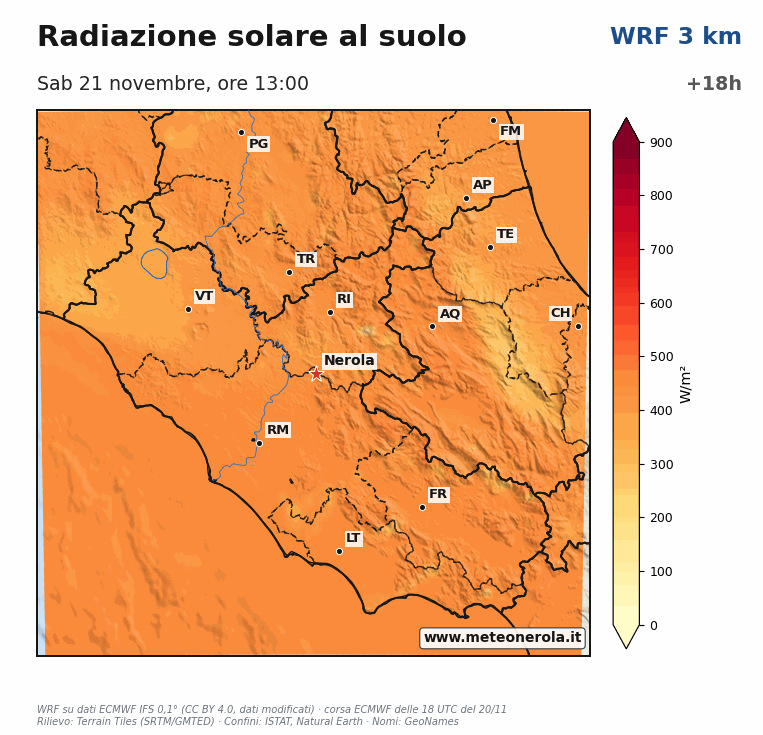 Radiazione solare al suolo
WRF 3 km
Sab 21 novembre, ore 13:00
+18h
PG
FM
AP
TE
TR
VT
RI
AQ
CH
Nerola
RM
FR
LT
www.meteonerola.it
900
800
700
600
500
400
300
200
100
0
W/m²
WRF su dati ECMWF IFS 0,1° (CC BY 4.0, dati modificati) · corsa ECMWF delle 18 UTC del 20/11
Rilievo: Terrain Tiles (SRTM/GMTED) · Confini: ISTAT, Natural Earth · Nomi: GeoNames